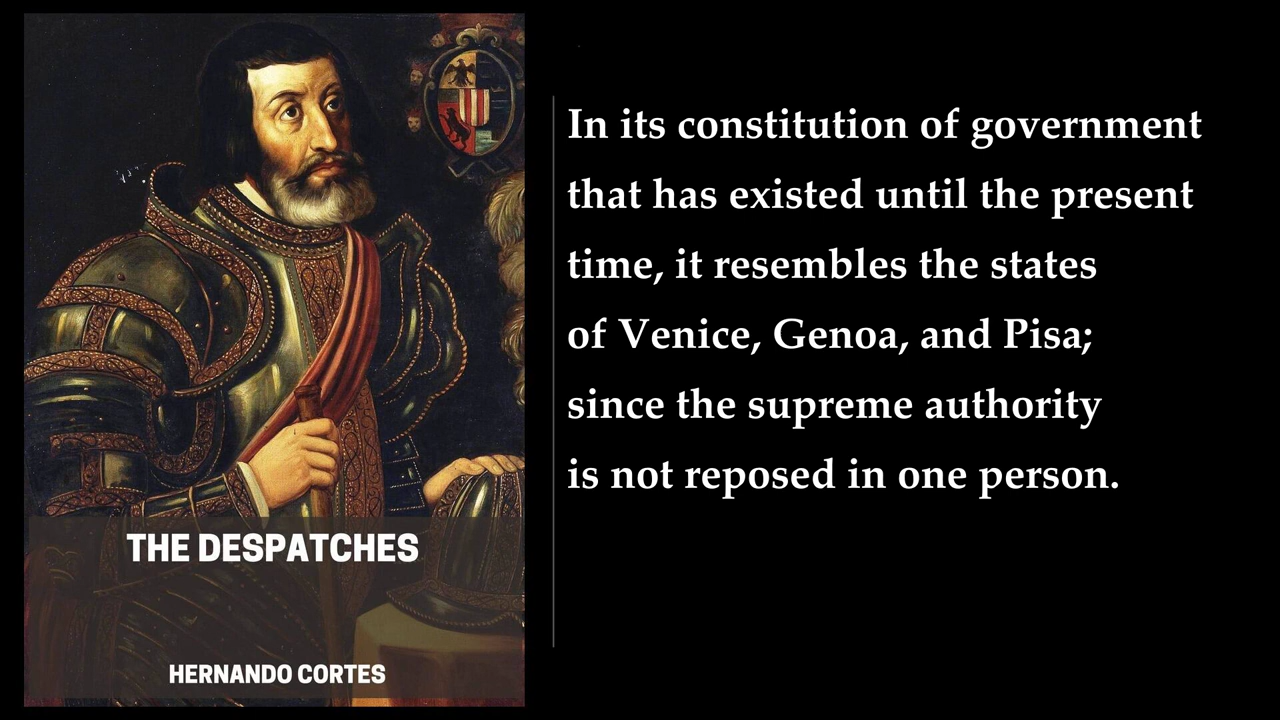 THE DESPATCHES
HERNANDO CORTES
In its constitution of government
that has existed until the present
time, it resembles the states
of Venice, Genoa, and Pisa;
since the supreme authority
is not reposed in one person.